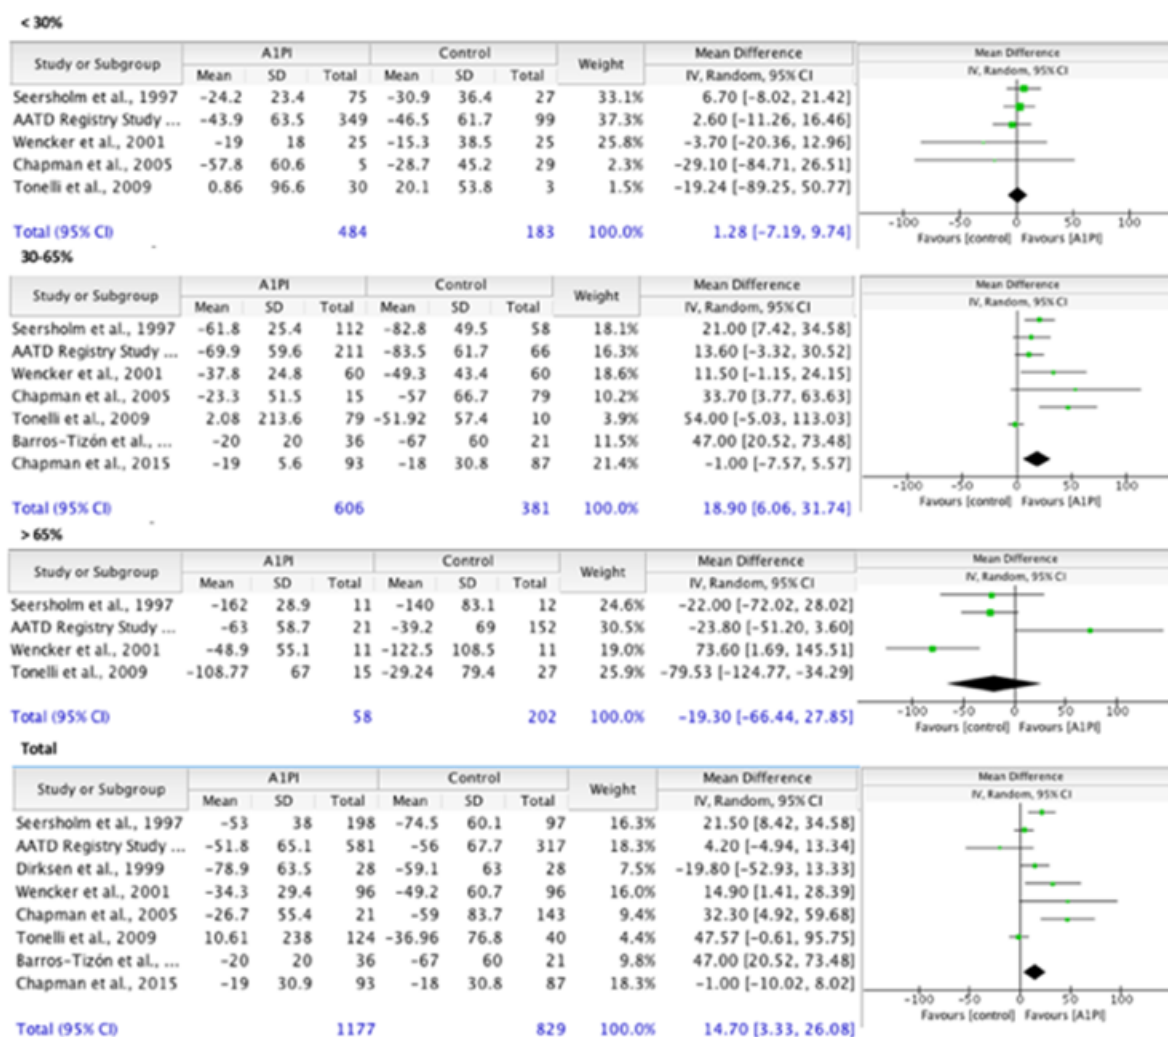 < 30%
Study or Subgroup A1PI Control Weight Mean Difference Mean Difference
Mean SD Total Mean SD Total IV, Random, 95% CI IV, Random, 95% CI
Seersholm et al., 1997 -24.2 23.4 75 -30.9 36.4 27 33.1% 6.70 [-8.02, 21.42]
AATD Registry Study ... -43.9 63.5 349 -46.5 61.7 99 37.3% 2.60 [-11.26, 16.46]
Wencker et al., 2001 -19 18 25 -15.3 38.5 25 25.8% -3.70 [-20.36, 12.96]
Chapman et al., 2005 -57.8 60.6 5 -28.7 45.2 29 2.3% -29.10 [-84.71, 26.51]
Tonelli et al., 2009 0.86 96.6 30 20.1 53.8 3 1.5% -19.24 [-89.25, 50.77]
Total (95% CI) 484 183 100.0% 1.28 [-7.19, 9.74]
-100 -50 0 50 100
Favours [control] Favours [A1PI]
30-65%
Study or Subgroup A1PI Control Weight Mean Difference Mean Difference
Mean SD Total Mean SD Total IV, Random, 95% CI IV, Random, 95% CI
Seersholm et al., 1997 -61.8 25.4 112 -82.8 49.5 58 18.1% 21.00 [7.42, 34.58]
AATD Registry Study ... -69.9 59.6 211 -83.5 61.7 66 16.3% 13.60 [-3.32, 30.52]
Wencker et al., 2001 -37.8 24.8 60 -49.3 43.4 60 18.6% 11.50 [-1.15, 24.15]
Chapman et al., 2005 -23.3 51.5 15 -57 66.7 79 10.2% 33.70 [3.77, 63.63]
Tonelli et al., 2009 2.08 213.6 79 -51.92 57.4 10 3.9% 54.00 [-5.03, 113.03]
Barros-Tizón et al., ... -20 20 36 -67 60 21 11.5% 47.00 [20.52, 73.48]
Chapman et al., 2015 -19 5.6 93 -18 30.8 87 21.4% -1.00 [-7.57, 5.57]
Total (95% CI) 606 381 100.0% 18.90 [6.06, 31.74]
-100 -50 0 50 100
Favours [control] Favours [A1PI]
> 65%
Study or Subgroup A1PI Control Weight Mean Difference Mean Difference
Mean SD Total Mean SD Total IV, Random, 95% CI IV, Random, 95% CI
Seersholm et al., 1997 -162 28.9 11 -140 83.1 12 24.6% -22.00 [-72.02, 28.02]
AATD Registry Study ... -63 58.7 21 -39.2 69 152 30.5% -23.80 [-51.20, 3.60]
Wencker et al., 2001 -48.9 55.1 11 -122.5 108.5 11 19.0% 73.60 [1.69, 145.51]
Tonelli et al., 2009 -108.77 67 15 -29.24 79.4 27 25.9% -79.53 [-124.77, -34.29]
Total (95% CI) 58 202 100.0% -19.30 [-66.44, 27.85]
-100 -50 0 50 100
Favours [control] Favours [A1PI]
Total
Study or Subgroup A1PI Control Weight Mean Difference Mean Difference
Mean SD Total Mean SD Total IV, Random, 95% CI IV, Random, 95% CI
Seersholm et al., 1997 -53 38 198 -74.5 60.1 97 16.3% 21.50 [8.42, 34.58]
AATD Registry Study ... -51.8 65.1 581 -56 67.7 317 18.3% 4.20 [-4.94, 13.34]
Dirksen et al., 1999 -78.9 63.5 28 -59.1 63 28 7.5% -19.80 [-52.93, 13.33]
Wencker et al., 2001 -34.3 29.4 96 -49.2 60.7 96 16.0% 14.90 [1.41, 28.39]
Chapman et al., 2005 -26.7 55.4 21 -59 83.7 143 9.4% 32.30 [4.92, 59.68]
Tonelli et al., 2009 10.61 238 124 -36.96 76.8 40 4.4% 47.57 [-0.61, 95.75]
Barros-Tizón et al., ... -20 20 36 -67 60 21 9.8% 47.00 [20.52, 73.48]
Chapman et al., 2015 -19 30.9 93 -18 30.8 87 18.3% -1.00 [-10.02, 8.02]
Total (95% CI) 1177 829 100.0% 14.70 [3.33, 26.08]
-100 -50 0 50 100
Favours [control] Favours [A1PI]